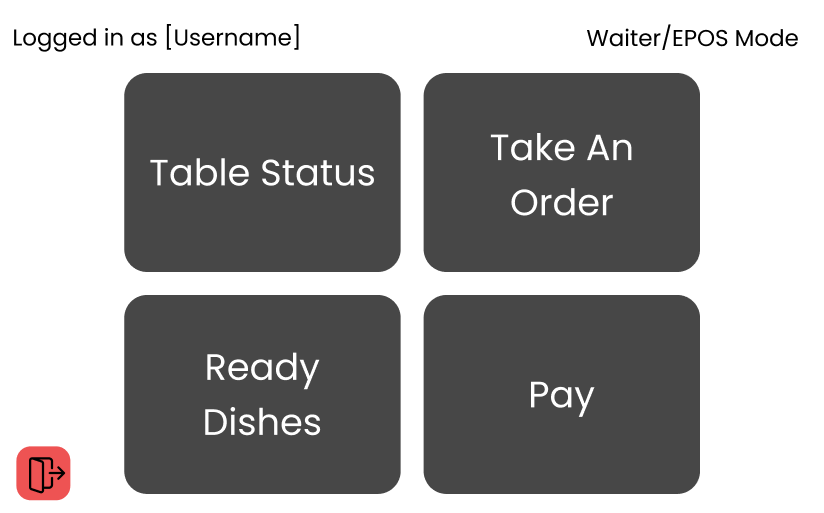 Logged in as [Username]
Waiter/EPOS Mode
Table Status
Take An
Order
Ready
Dishes
Pay